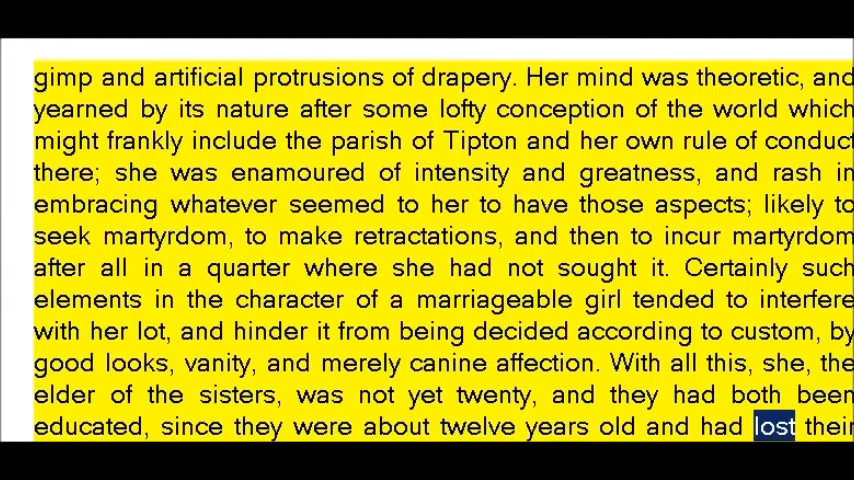 gimp and artificial protrusions of drapery. Her mind was theoretic, and
yearned by its nature after some lofty conception of the world which
might frankly include the parish of Tipton and her own rule of conduct
there; she was enamoured of intensity and greatness, and rash in
embracing whatever seemed to her to have those aspects; likely to
seek martyrdom, to make retractations, and then to incur martyrdom
after all in a quarter where she had not sought it. Certainly such
elements in the character of a marriageable girl tended to interfere
with her lot, and hinder it from being decided according to custom, by
good looks, vanity, and merely canine affection. With all this, she, the
elder of the sisters, was not yet twenty, and they had both been
educated, since they were about twelve years old and had lost their